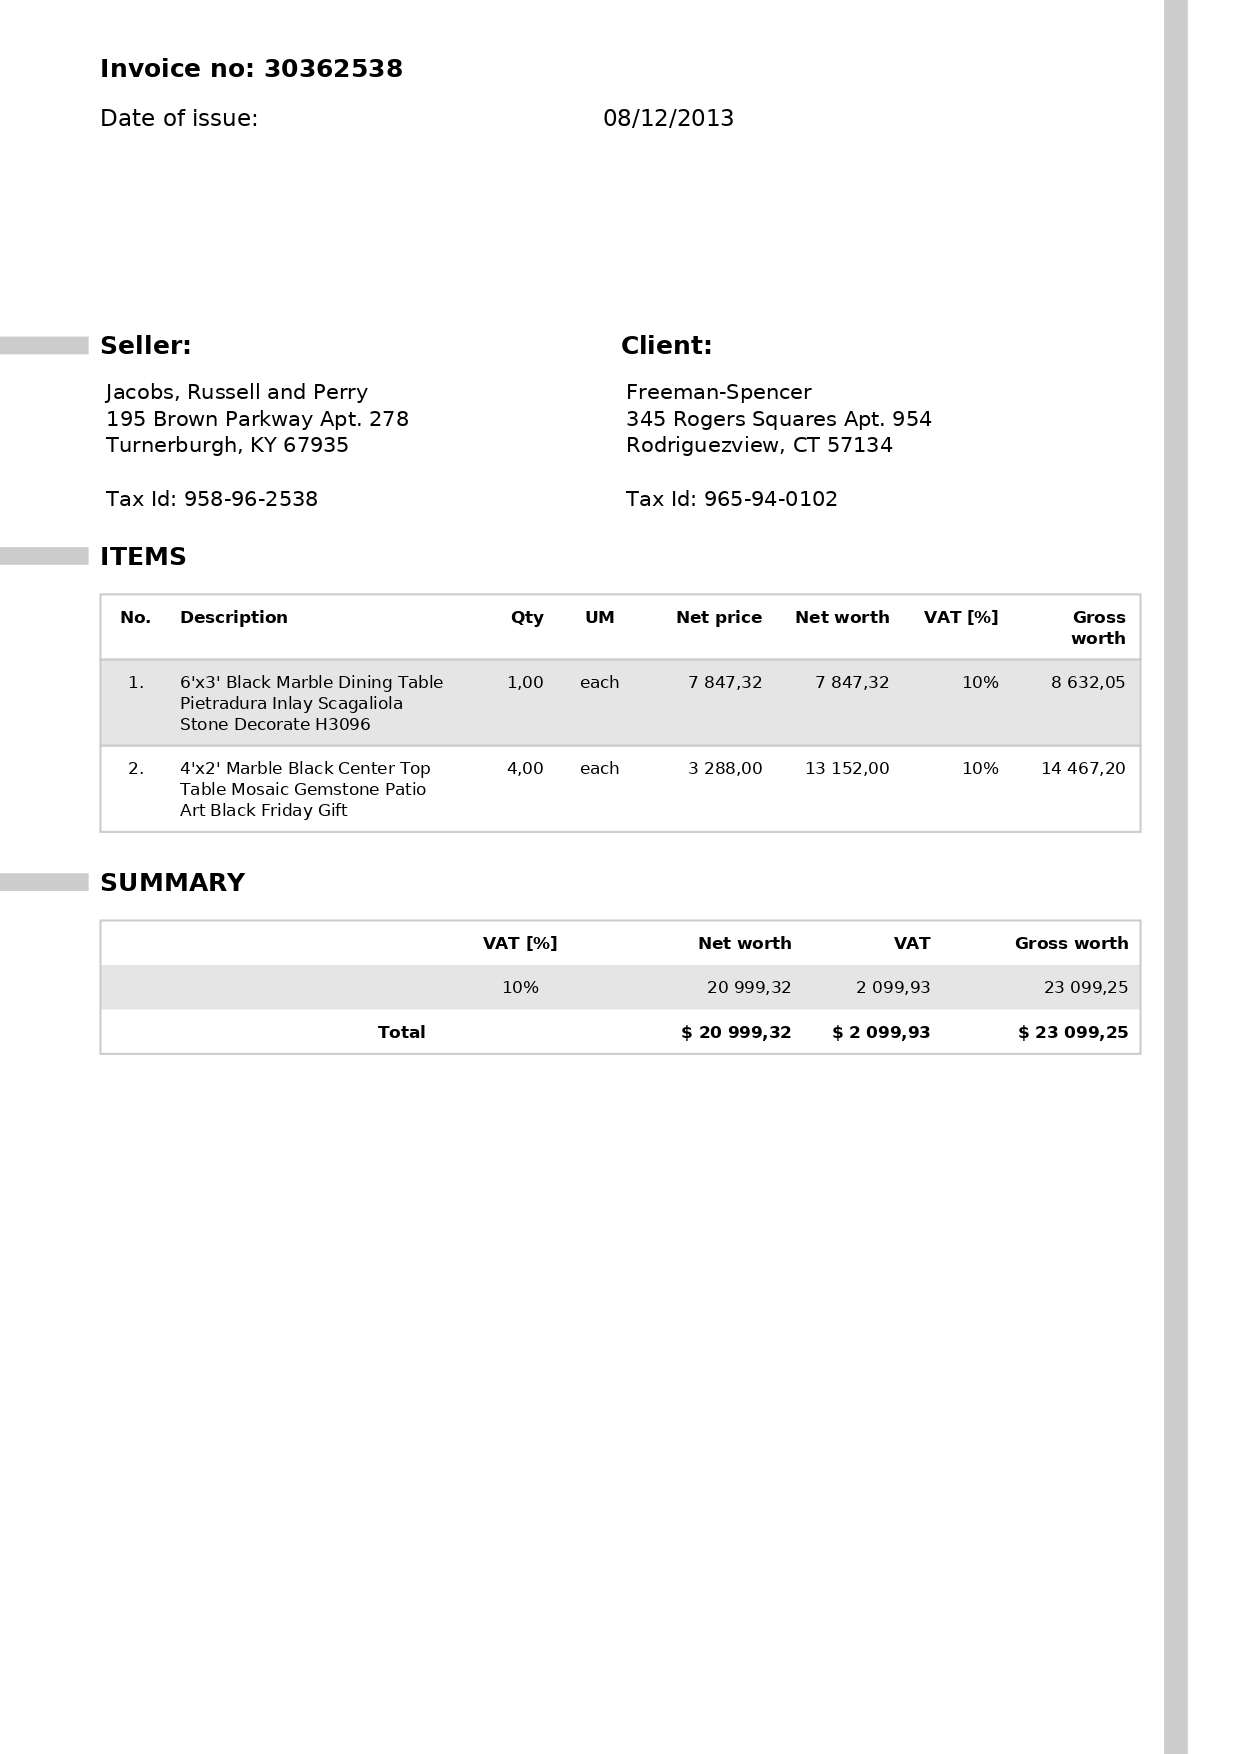 Invoice no: 30362538
Date of issue: 08/12/2013
Seller: Client:
Jacobs, Russell and Perry Freeman-Spencer
195 Brown Parkway Apt. 278 345 Rogers Squares Apt. 954
Turnerburgh, KY 67935 Rodriguezview, CT 57134
Tax Id: 958-96-2538 Tax Id: 965-94-0102
ITEMS
No. Description Qty UM Net price Net worth VAT [%] Gross
worth
1. 6'x3' Black Marble Dining Table 1,00 each 7 847,32 7 847,32 10% 8 632,05
Pietradura Inlay Scagaliola
Stone Decorate H3096
2. 4'x2' Marble Black Center Top 4,00 each 3 288,00 13 152,00 10% 14 467,20
Table Mosaic Gemstone Patio
Art Black Friday Gift
SUMMARY
VAT [%] Net worth VAT Gross worth
10% 20 999,32 2 099,93 23 099,25
Total $ 20 999,32 $ 2 099,93 $ 23 099,25